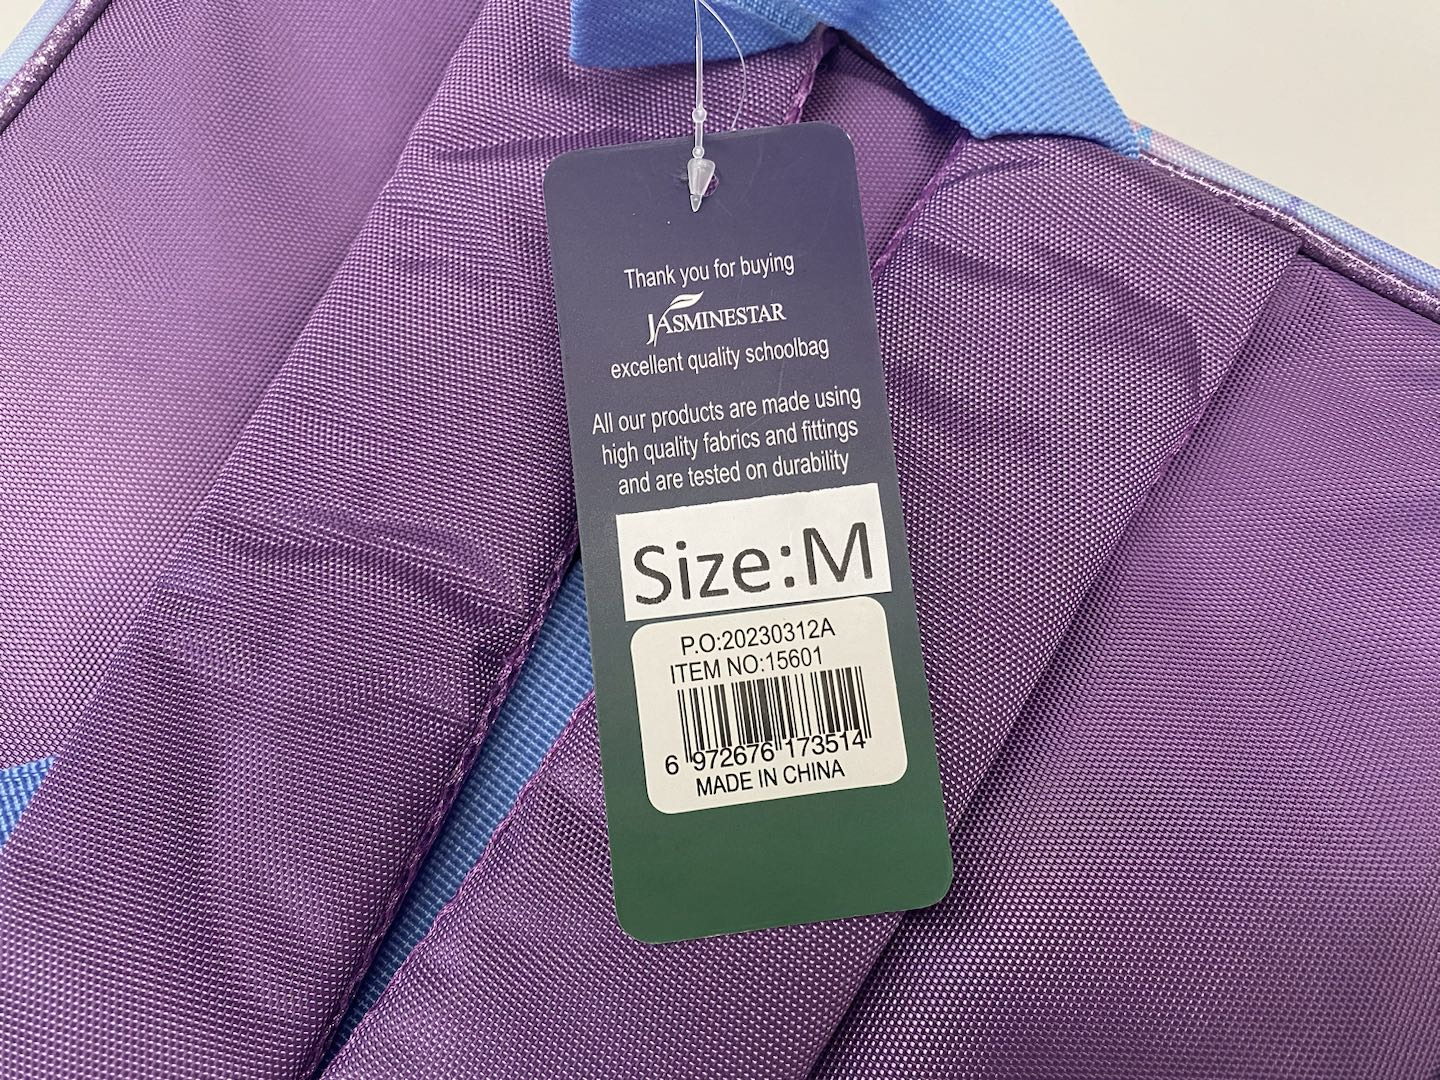 Thank you for buying
JASMINESTAR
excellent quality schoolbag
All our products are made using
high quality fabrics and fittings
and are tested on durability
Size:M
P.O:20230312A
ITEM NO:15601
6 972676 173514
MADE IN CHINA